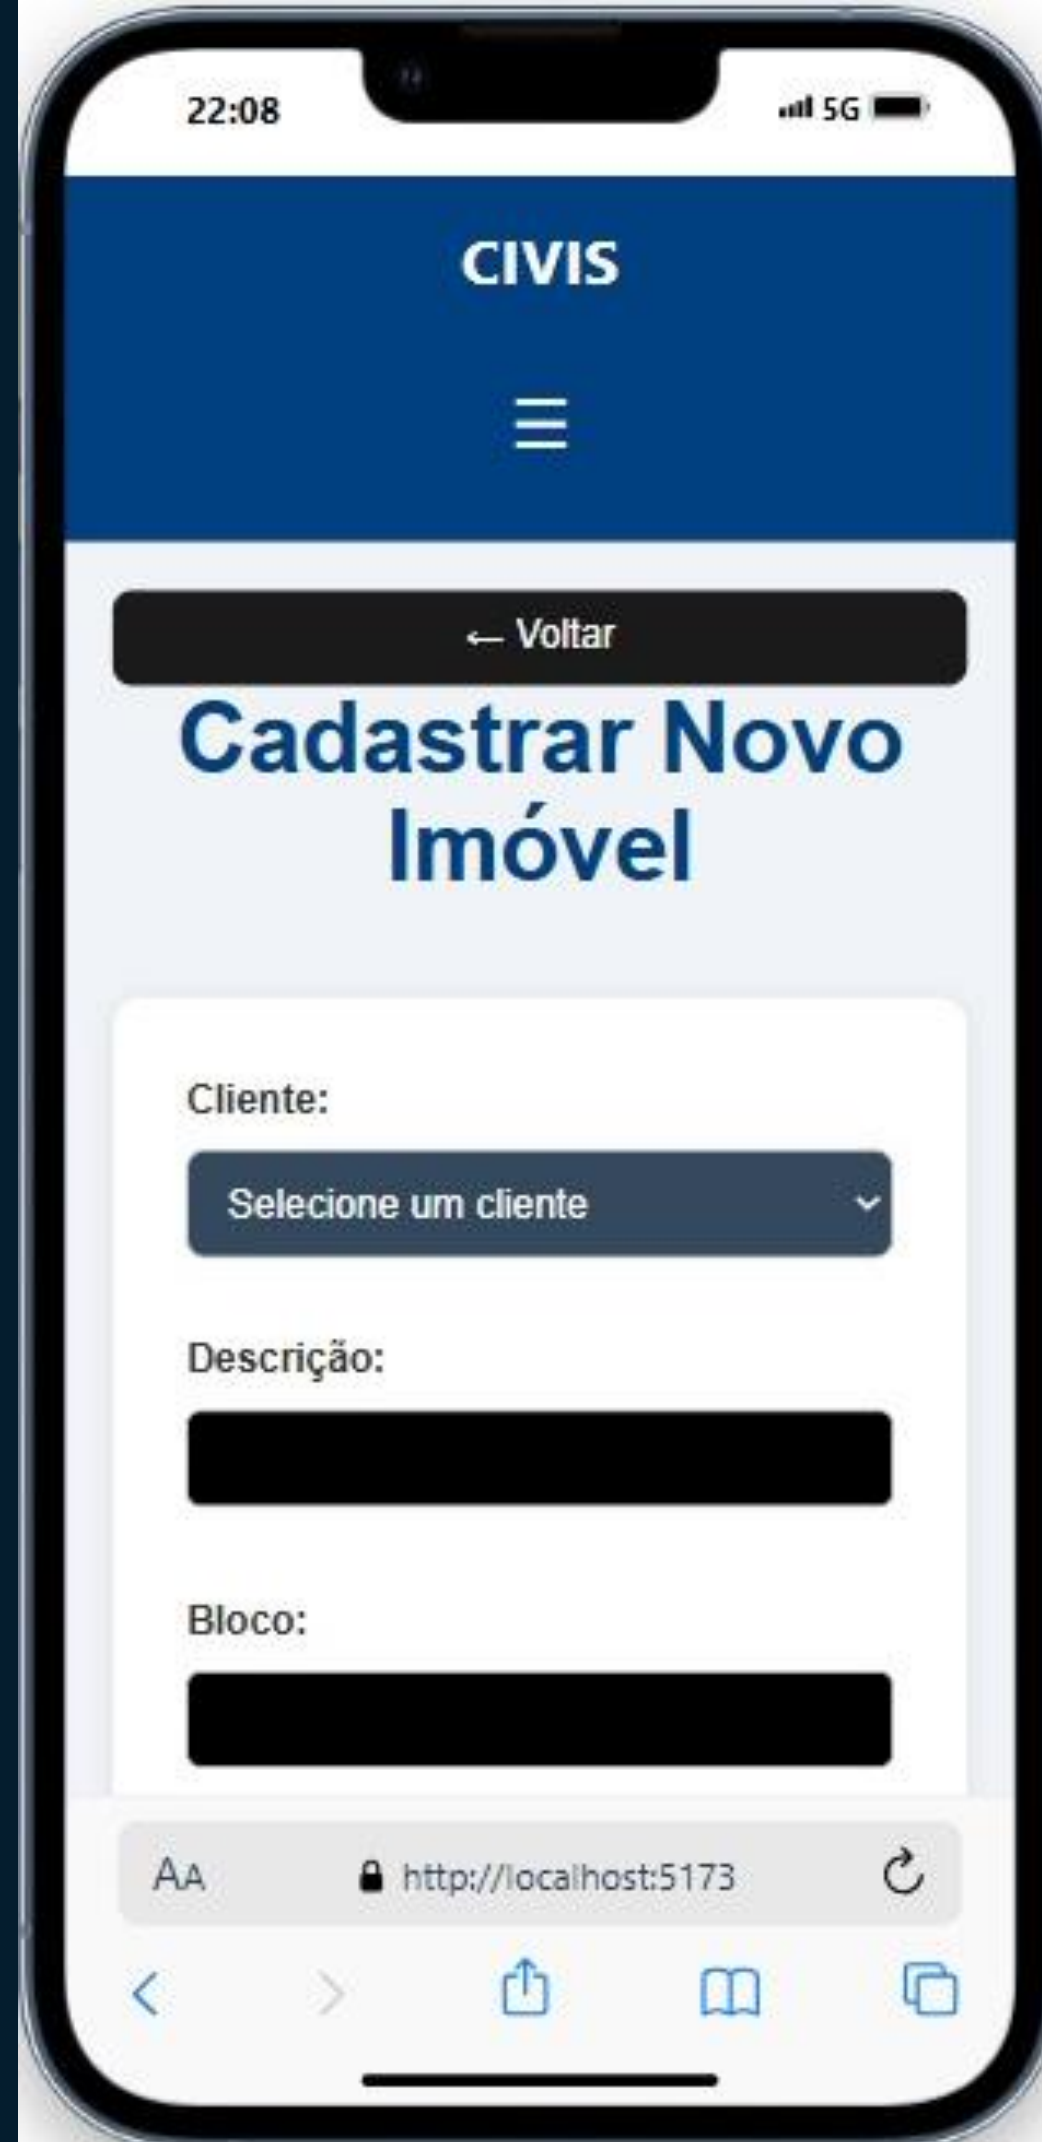 22:08
5G
CIVIS
← Voltar
Cadastrar Novo
Imóvel
Cliente:
Selecione um cliente
Descrição:
Bloco:
AA
http://localhost:5173